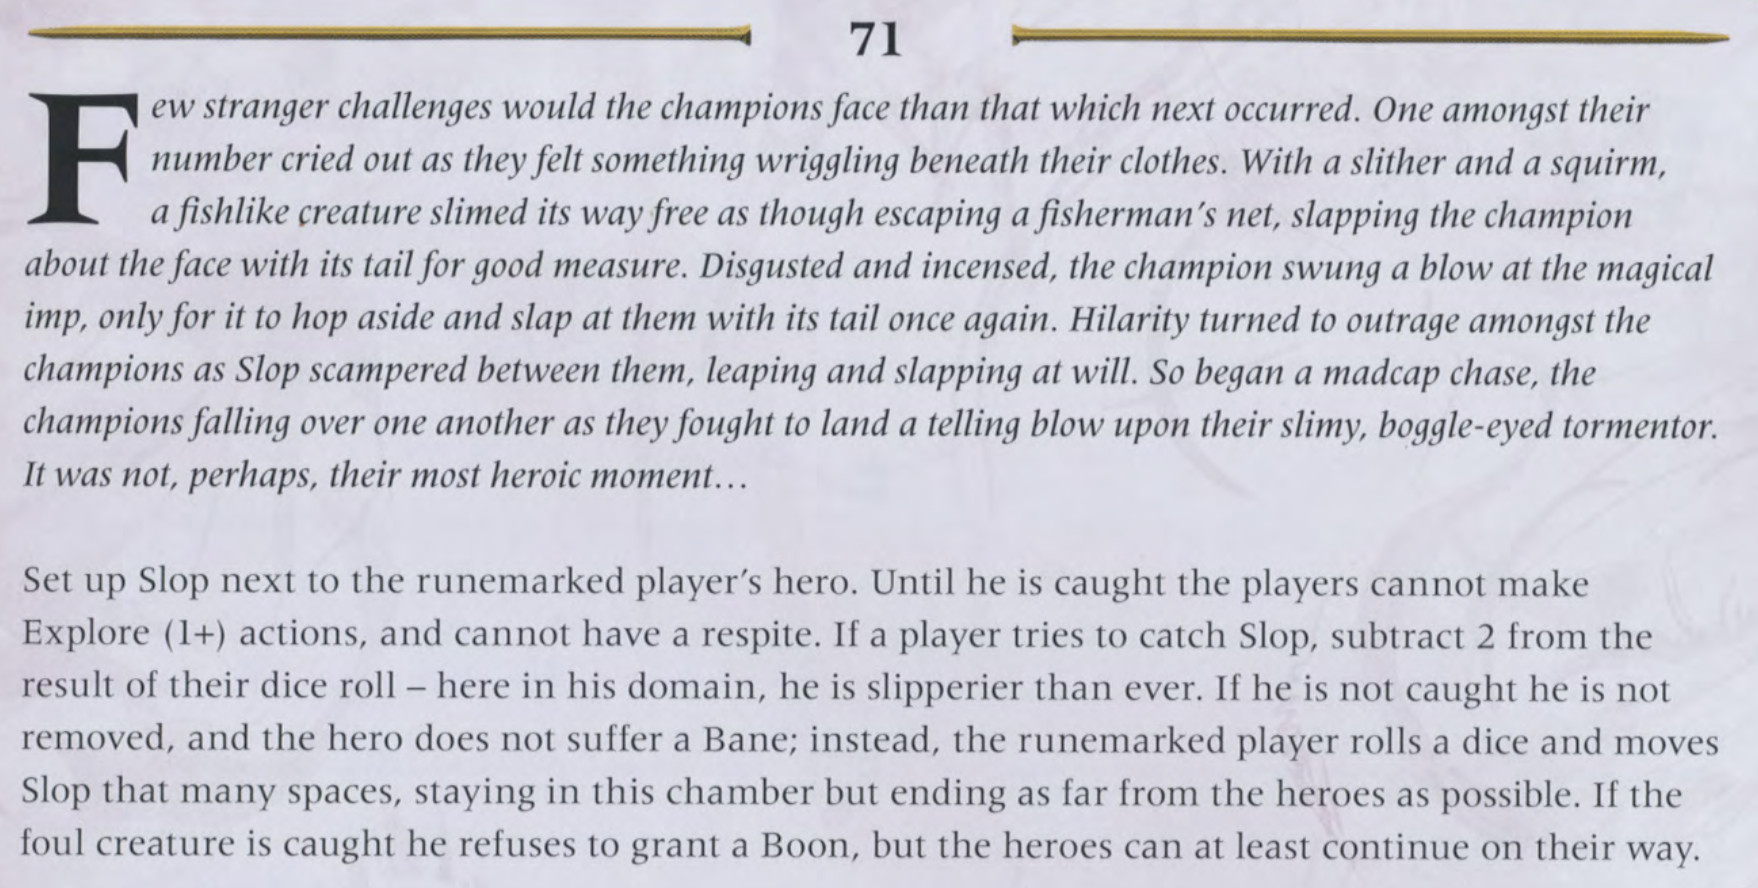 71
Few stranger challenges would the champions face than that which next occurred. One amongst their
number cried out as they felt something wriggling beneath their clothes. With a slither and a squirm,
a fishlike creature slimed its way free as though escaping a fisherman's net, slapping the champion
about the face with its tail for good measure. Disgusted and incensed, the champion swung a blow at the magical
imp, only for it to hop aside and slap at them with its tail once again. Hilarity turned to outrage amongst the
champions as Slop scampered between them, leaping and slapping at will. So began a madcap chase, the
champions falling over one another as they fought to land a telling blow upon their slimy, boggle-eyed tormentor.
It was not, perhaps, their most heroic moment…
Set up Slop next to the runemarked player's hero. Until he is caught the players cannot make
Explore (1+) actions, and cannot have a respite. If a player tries to catch Slop, subtract 2 from the
result of their dice roll – here in his domain, he is slipperier than ever. If he is not caught he is not
removed, and the hero does not suffer a Bane; instead, the runemarked player rolls a dice and moves
Slop that many spaces, staying in this chamber but ending as far from the heroes as possible. If the
foul creature is caught he refuses to grant a Boon, but the heroes can at least continue on their way.